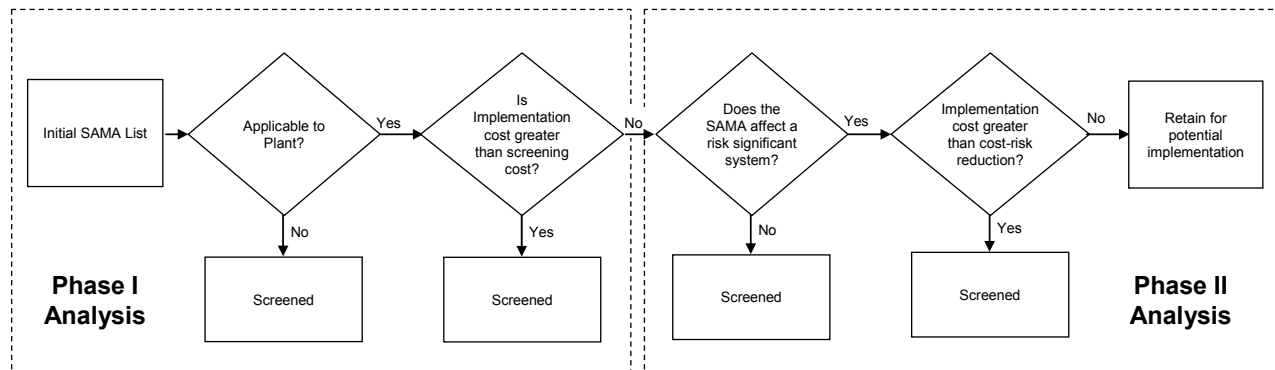 Initial SAMA List
Applicable to
Plant?
Yes
No
Screened
Is
Implementation
cost greater
than screening
cost?
No
Yes
Screened
Phase I
Analysis
Does the
SAMA affect a
risk significant
system?
Yes
No
Screened
Implementation
cost greater
than cost-risk
reduction?
No
Yes
Screened
Retain for
potential
implementation
Phase II
Analysis